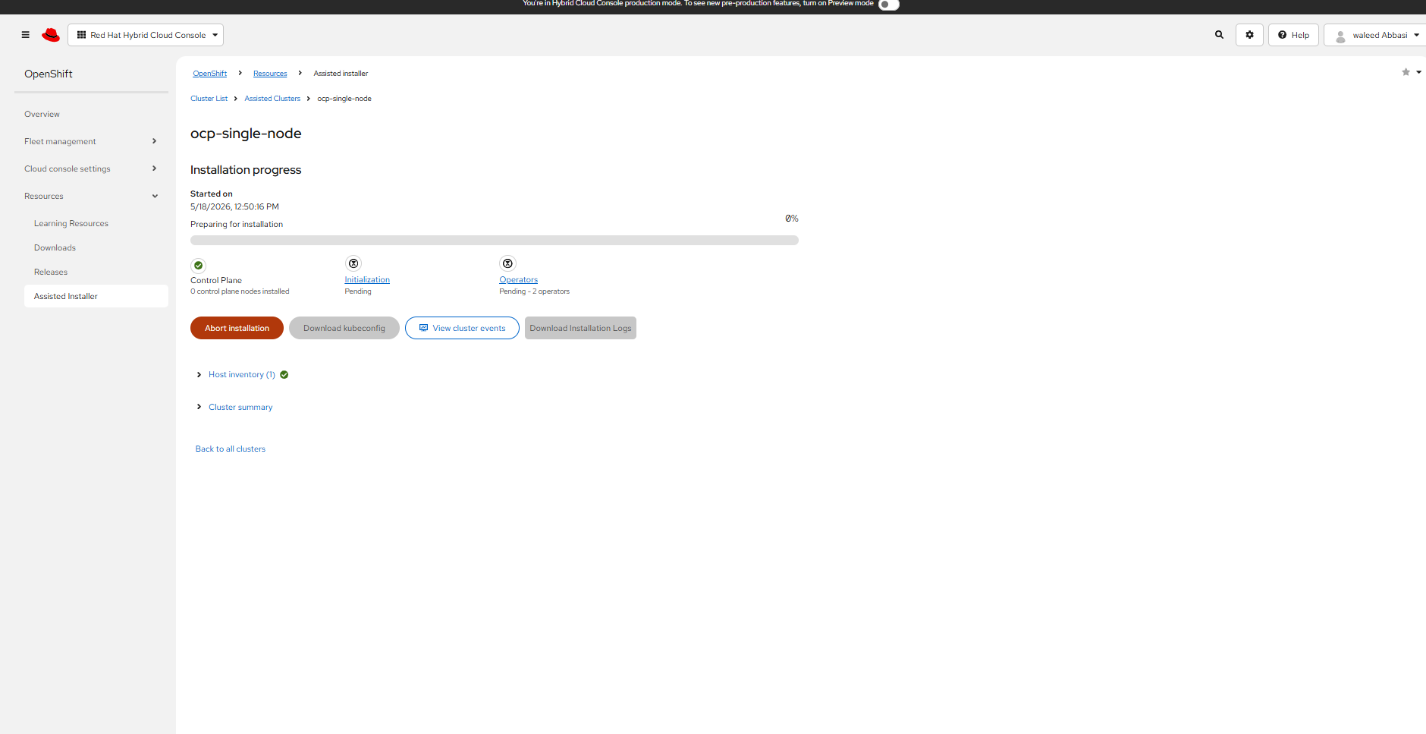 You're in Hybrid Cloud Console production mode. To see new pre-production features, turn on Preview mode
Red Hat Hybrid Cloud Console
Help
waleed Abbasi
OpenShift
Overview
Fleet management
Cloud console settings
Resources
Learning Resources
Downloads
Releases
Assisted Installer
OpenShift
Resources
Assisted installer
Cluster List
Assisted Clusters
ocp-single-node
ocp-single-node
Installation progress
Started on
5/18/2026, 12:50:16 PM
Preparing for installation
0%
Control Plane
0 control plane nodes installed
Initialization
Pending
Operators
Pending - 2 operators
Abort installation
Download kubeconfig
View cluster events
Download Installation Logs
Host inventory (1)
Cluster summary
Back to all clusters